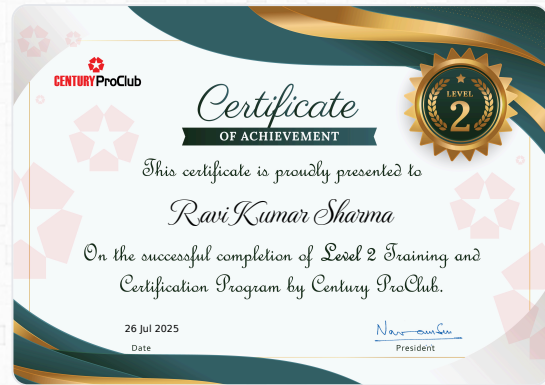 CENTURY ProClub
LEVEL
2
Certificate
OF ACHIEVEMENT
This certificate is proudly presented to
Ravi Kumar Sharma
On the successful completion of Level 2 Training and
Certification Program by Century ProClub.
26 Jul 2025
Date
President